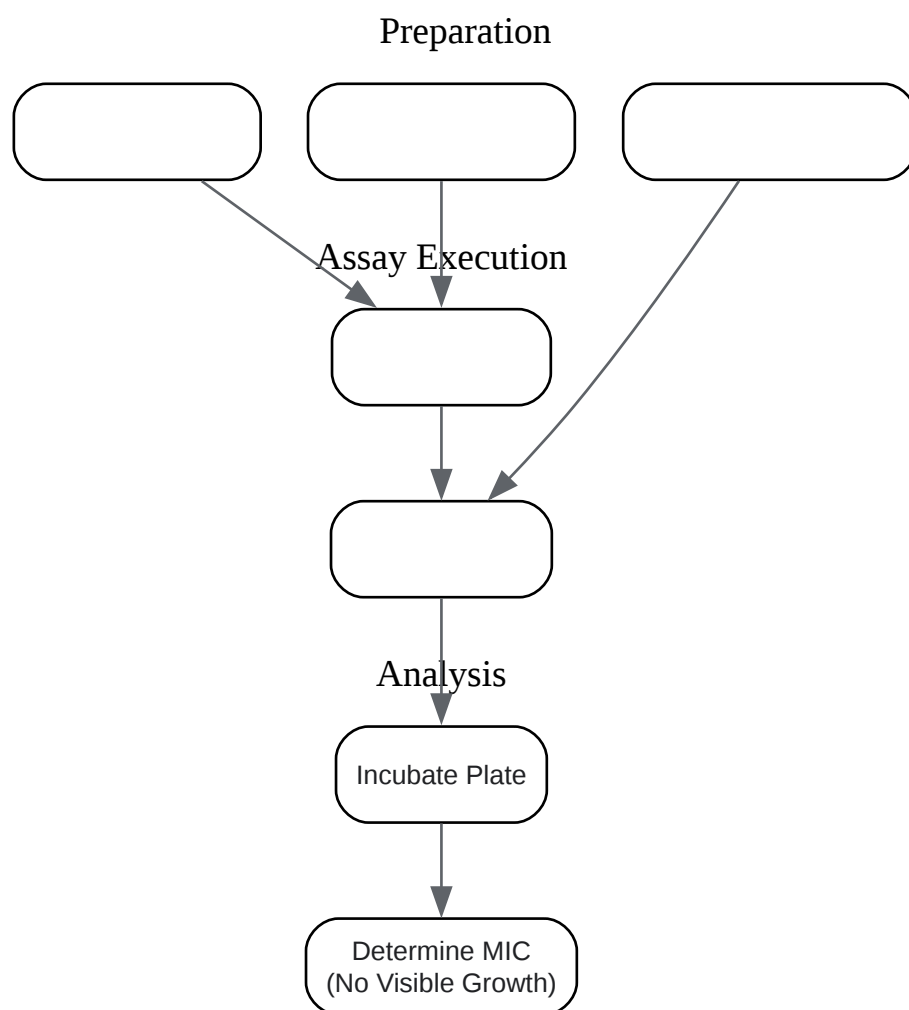 Preparation
Assay Execution
Analysis
Incubate Plate
Determine MIC
(No Visible Growth)